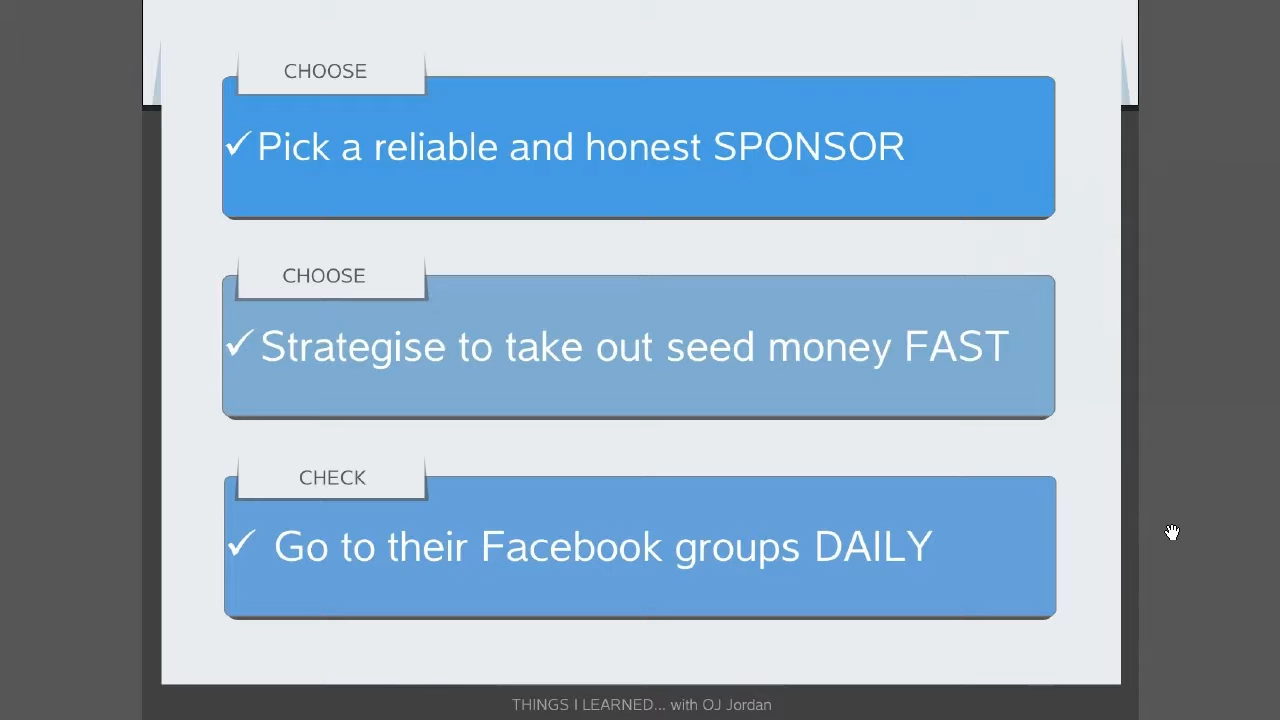 CHOOSE
✓Pick a reliable and honest SPONSOR
CHOOSE
✓Strategise to take out seed money FAST
CHECK
✓ Go to their Facebook groups DAILY
THINGS I LEARNED... with OJ Jordan